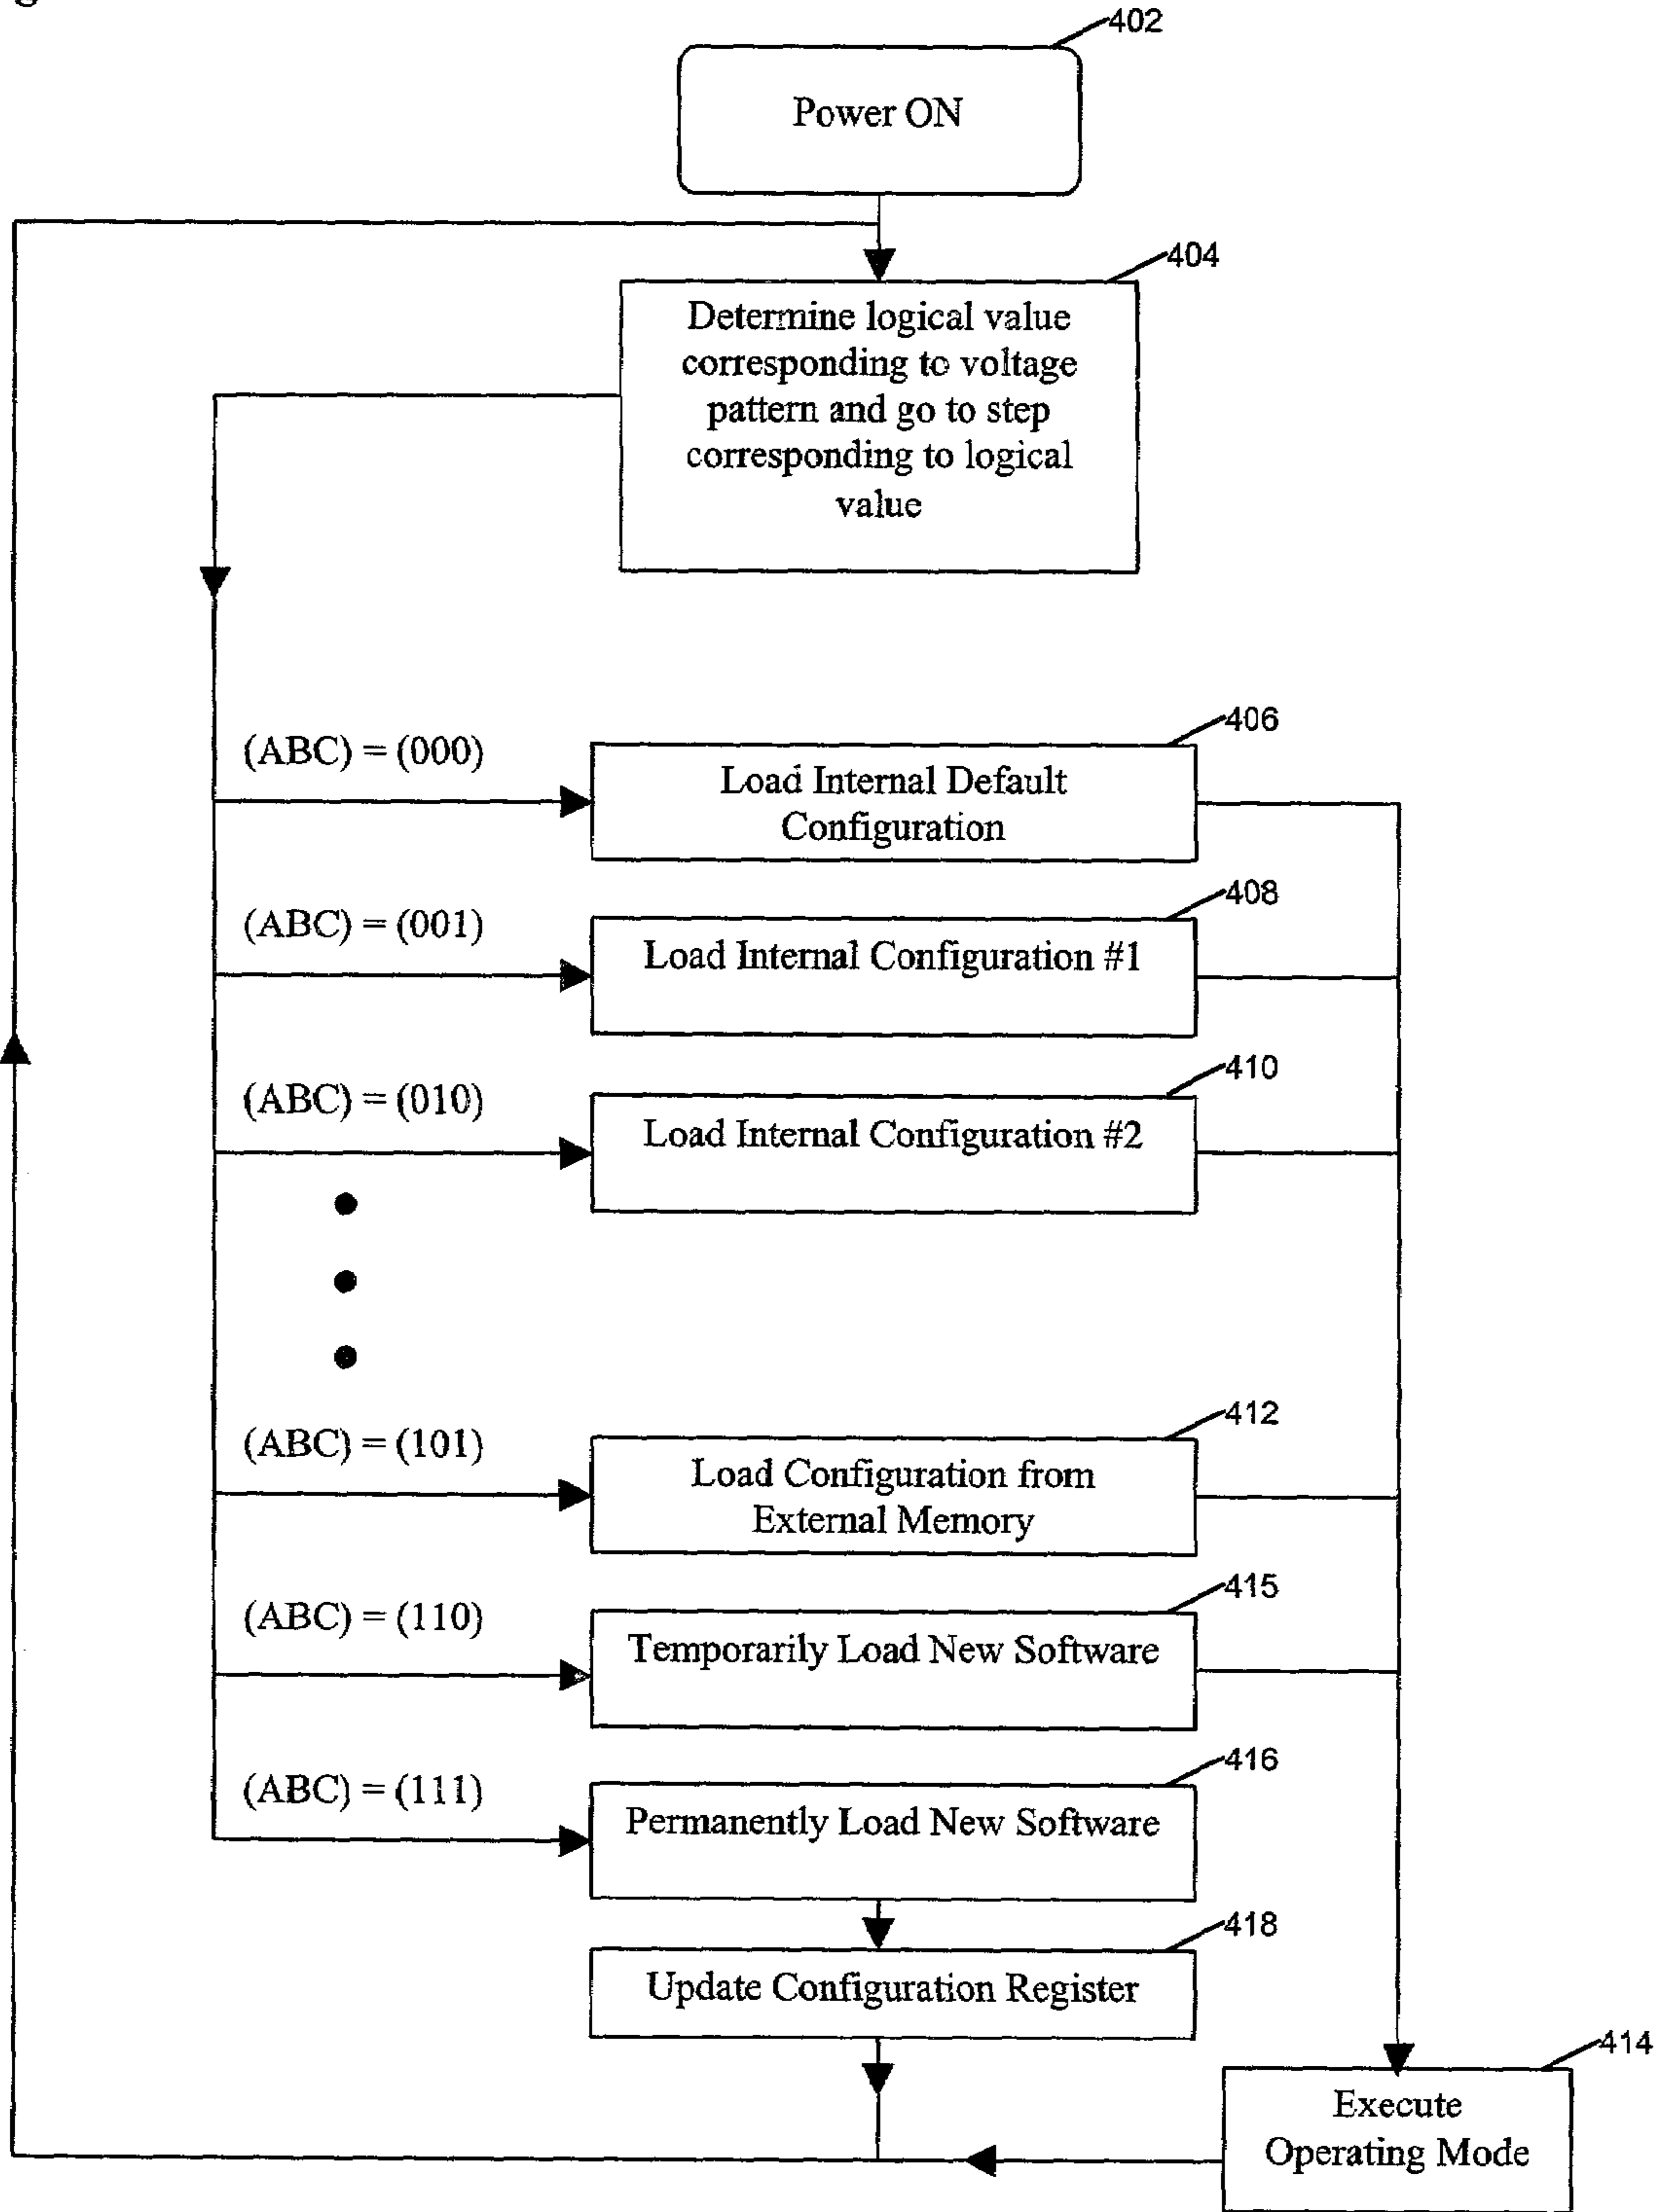 402
Power ON
404
Determine logical value
corresponding to voltage
pattern and go to step
corresponding to logical
value
406
(ABC) = (000)
Load Internal Default
Configuration
408
(ABC) = (001)
Load Internal Configuration #1
410
(ABC) = (010)
Load Internal Configuration #2
412
(ABC) = (101)
Load Configuration from
External Memory
415
(ABC) = (110)
Temporarily Load New Software
416
(ABC) = (111)
Permanently Load New Software
418
Update Configuration Register
414
Execute
Operating Mode